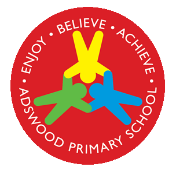 • ENJOY • BELIEVE • ACHIEVE •
ADSWOOD PRIMARY SCHOOL